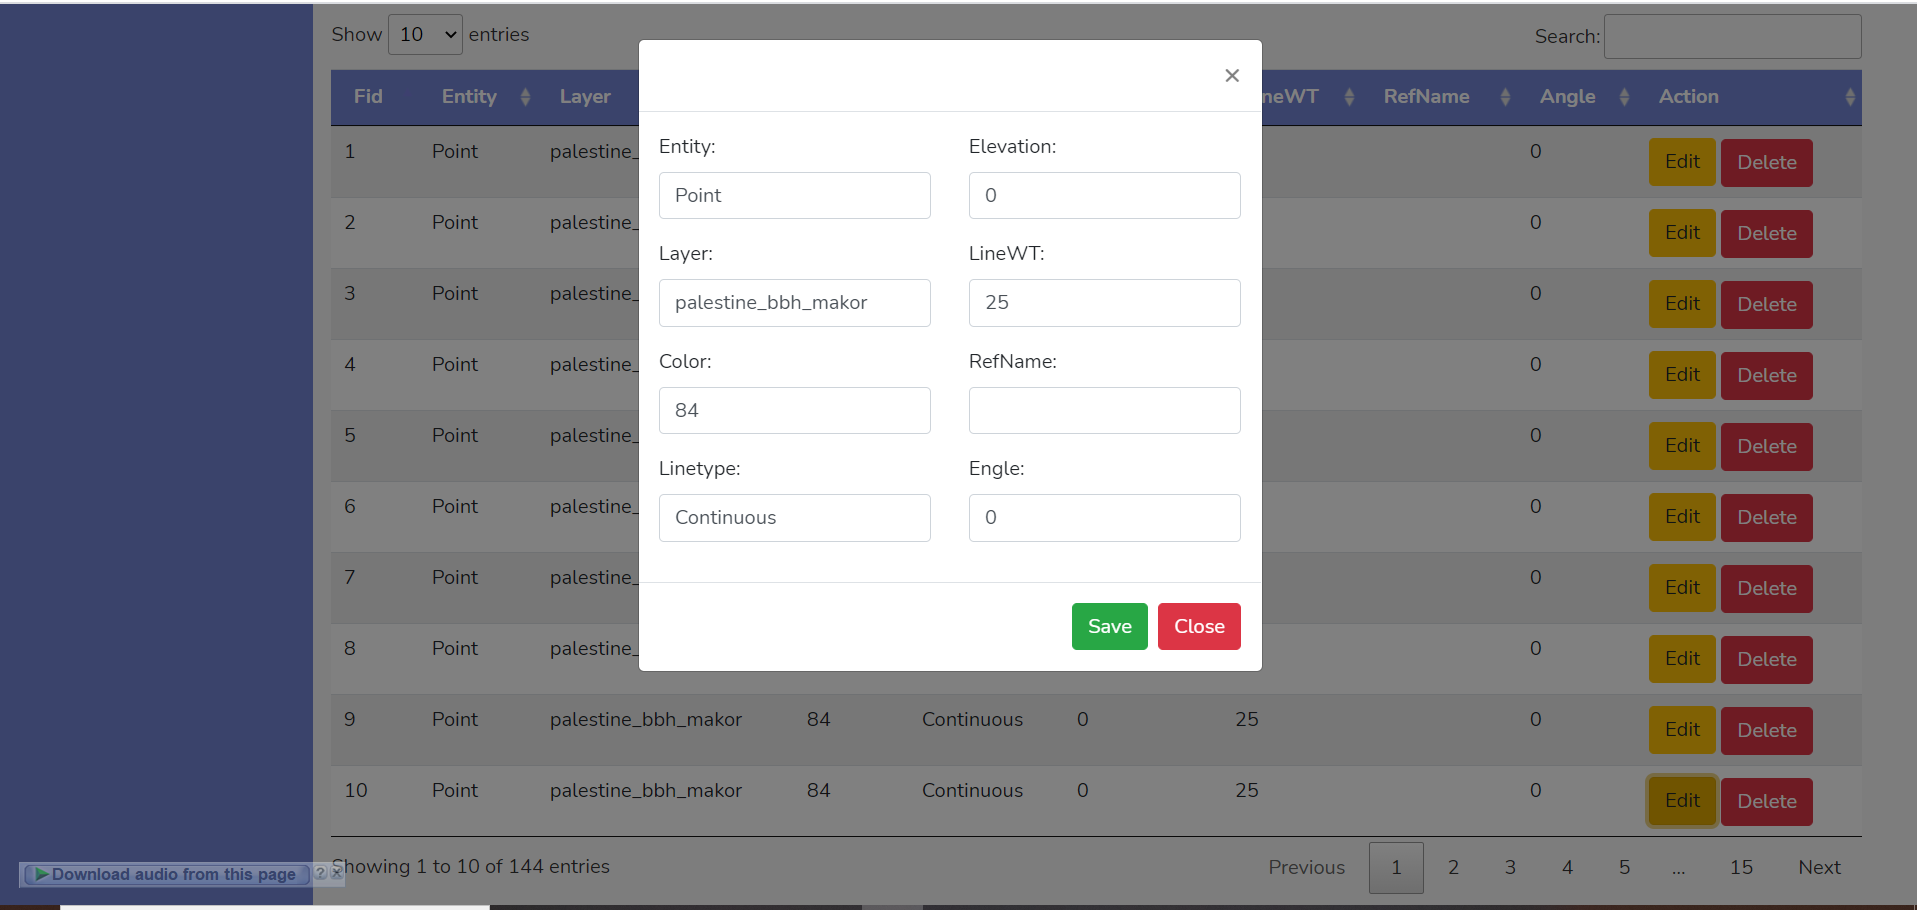 Show 10 entries
Search:
Fid Entity Layer neWT RefName Angle Action
×
1 Point palestine_ 0 Edit Delete
2 Point palestine_ 0 Edit Delete
3 Point palestine_ 0 Edit Delete
4 Point palestine_ 0 Edit Delete
5 Point palestine_ 0 Edit Delete
6 Point palestine_ 0 Edit Delete
7 Point palestine_ 0 Edit Delete
8 Point palestine_ 0 Edit Delete
9 Point palestine_bbh_makor 84 Continuous 0 25 0 Edit Delete
10 Point palestine_bbh_makor 84 Continuous 0 25 0 Edit Delete
Entity: Elevation:
Point 0
Layer: LineWT:
palestine_bbh_makor 25
Color: RefName:
84
Linetype: Engle:
Continuous 0
Save Close
Showing 1 to 10 of 144 entries
Previous 1 2 3 4 5 ... 15 Next
Download audio from this page ? ×